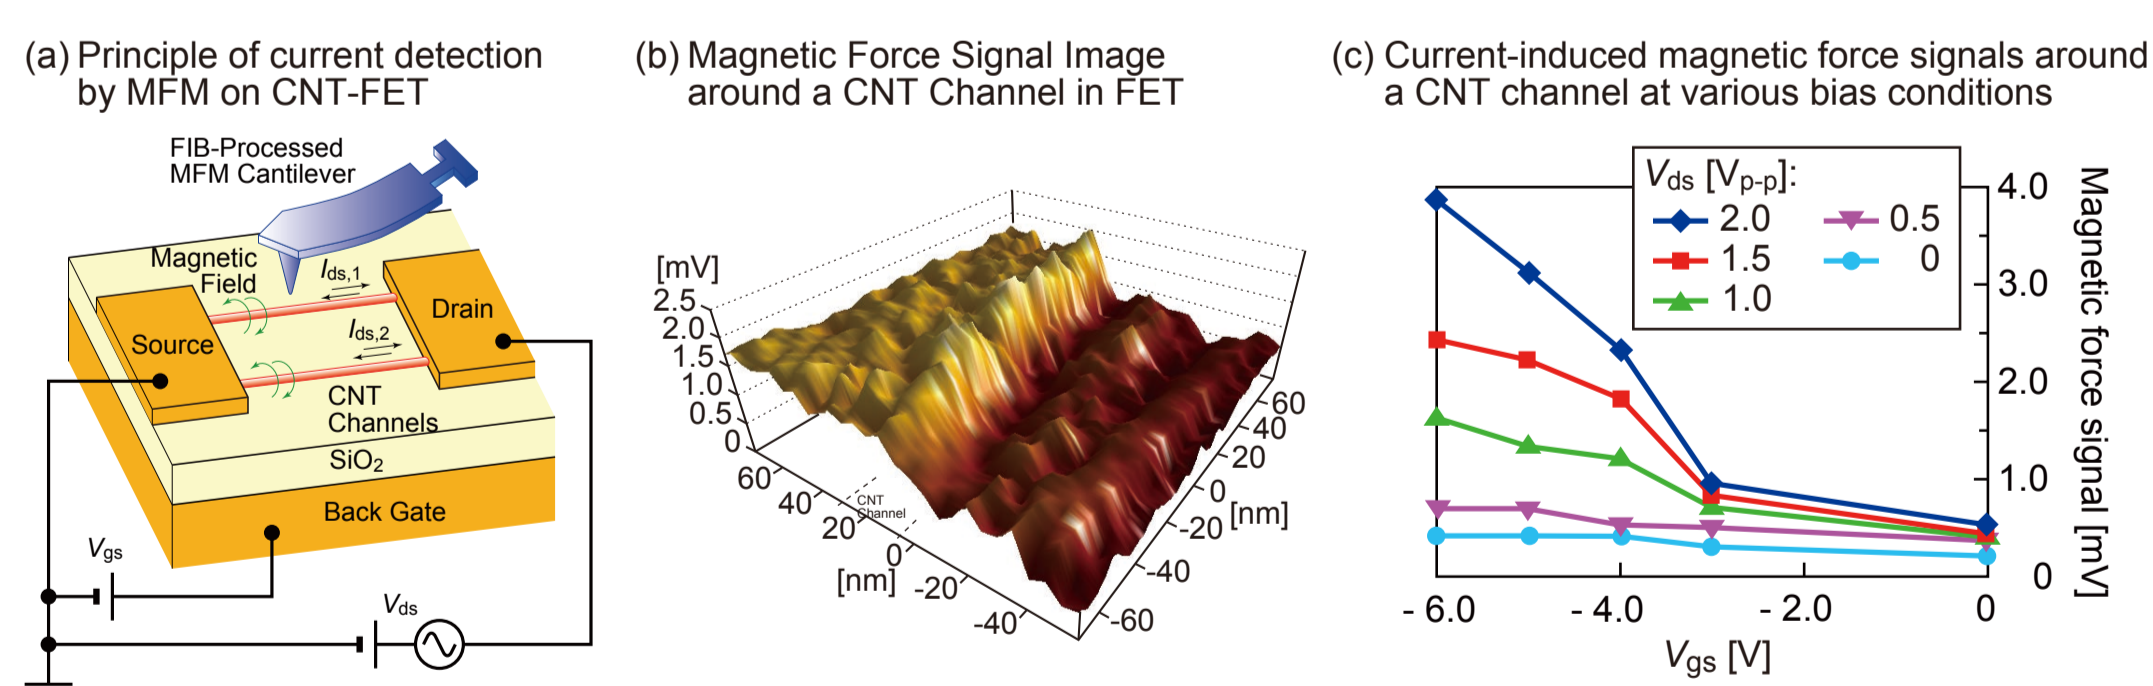 (a) Principle of current detection
by MFM on CNT-FET
FIB-Processed
MFM Cantilever
Magnetic
Field
Ids,1
Drain
Ids,2
Source
CNT
Channels
SiO2
Back Gate
Vgs
Vds
(b) Magnetic Force Signal Image
around a CNT Channel in FET
[mV]
2.5
2.0
1.5
1.0
0.5
0
60
40
20
0
-20
-40
[nm]
CNT
Channel
60
40
20
0
-20
-40
-60
[nm]
(c) Current-induced magnetic force signals around
a CNT channel at various bias conditions
Vds [Vp-p]:
2.0 0.5
1.5 0
1.0
4.0
3.0
2.0
1.0
0
Magnetic force signal [mV]
- 6.0 - 4.0 - 2.0 0
Vgs [V]